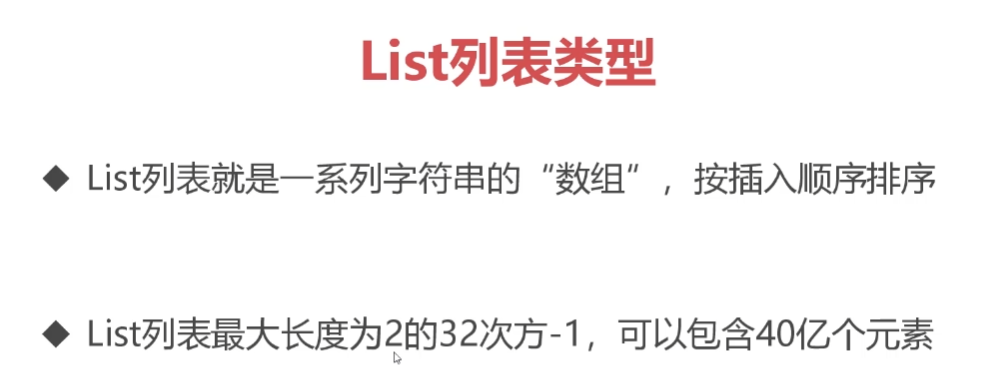 List列表类型
◆ List列表就是一系列字符串的“数组”，按插入顺序排序
◆ List列表最大长度为2的32次方-1，可以包含40亿个元素